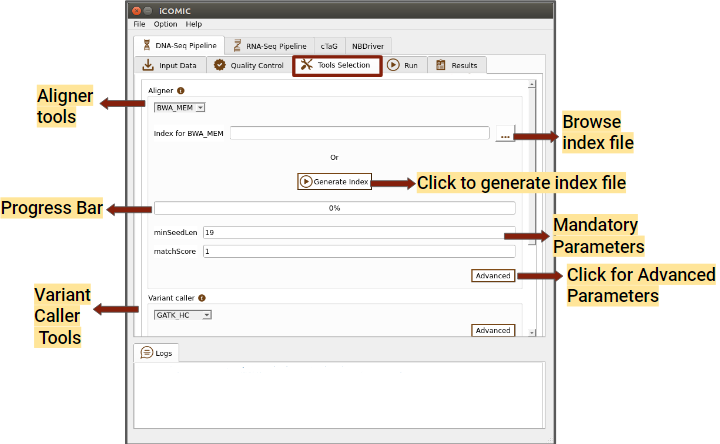 iCOMIC
File Option Help
DNA-Seq Pipeline RNA-Seq Pipeline cTaG NBDriver
Input Data Quality Control Tools Selection Run Results
Aligner
Aligner
tools
BWA_MEM
Index for BWA_MEM ...
Browse
index file
Or
Generate Index
Click to generate index file
Progress Bar
0%
minSeedLen 19
matchScore 1
Mandatory
Parameters
Advanced
Click for Advanced
Parameters
Variant caller
Variant
Caller
Tools
GATK_HC
Advanced
Logs